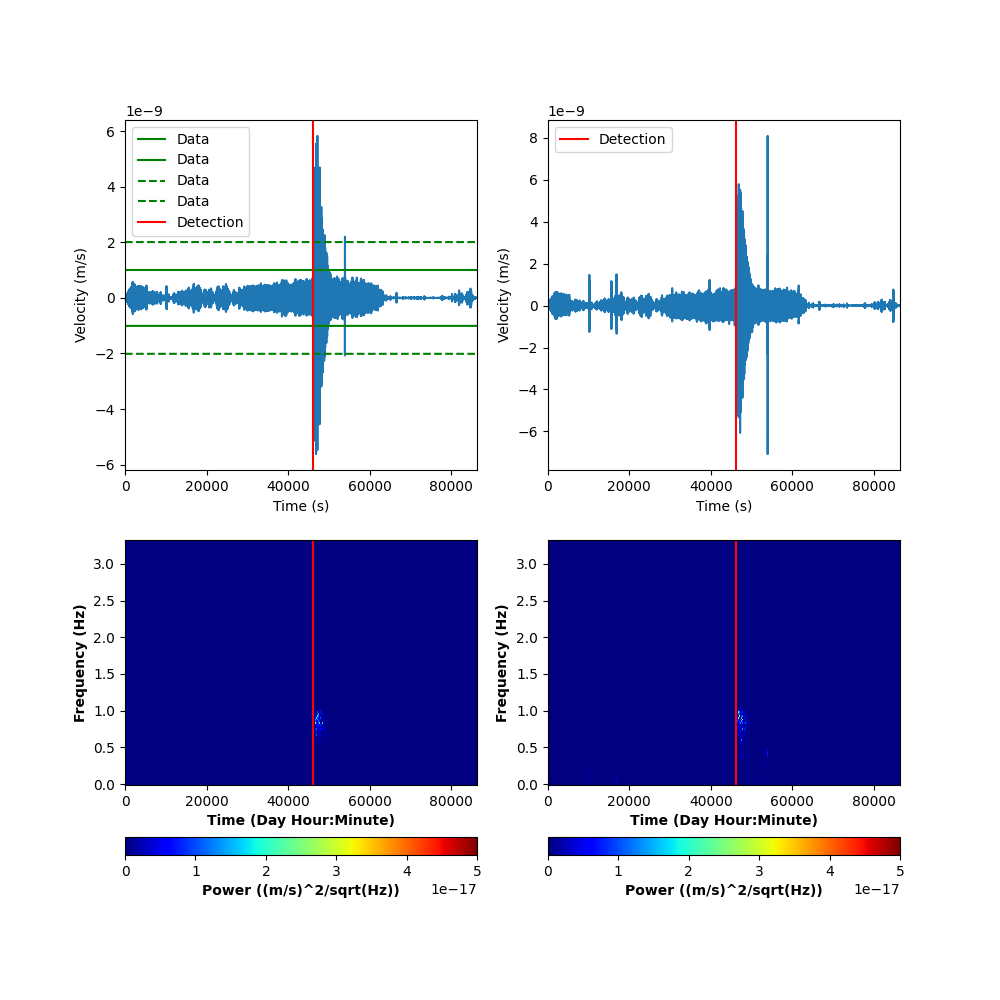 1e−9
6
4
2
0
−2
−4
−6
Velocity (m/s)
Data
Data
Data
Data
Detection
0 20000 40000 60000 80000
Time (s)
1e−9
8
6
4
2
0
−2
−4
−6
Velocity (m/s)
Detection
0 20000 40000 60000 80000
Time (s)
3.0
2.5
2.0
1.5
1.0
0.5
0.0
Frequency (Hz)
0 20000 40000 60000 80000
Time (Day Hour:Minute)
0 1 2 3 4 5
1e−17
Power ((m/s)^2/sqrt(Hz))
3.0
2.5
2.0
1.5
1.0
0.5
0.0
Frequency (Hz)
0 20000 40000 60000 80000
Time (Day Hour:Minute)
0 1 2 3 4 5
1e−17
Power ((m/s)^2/sqrt(Hz))